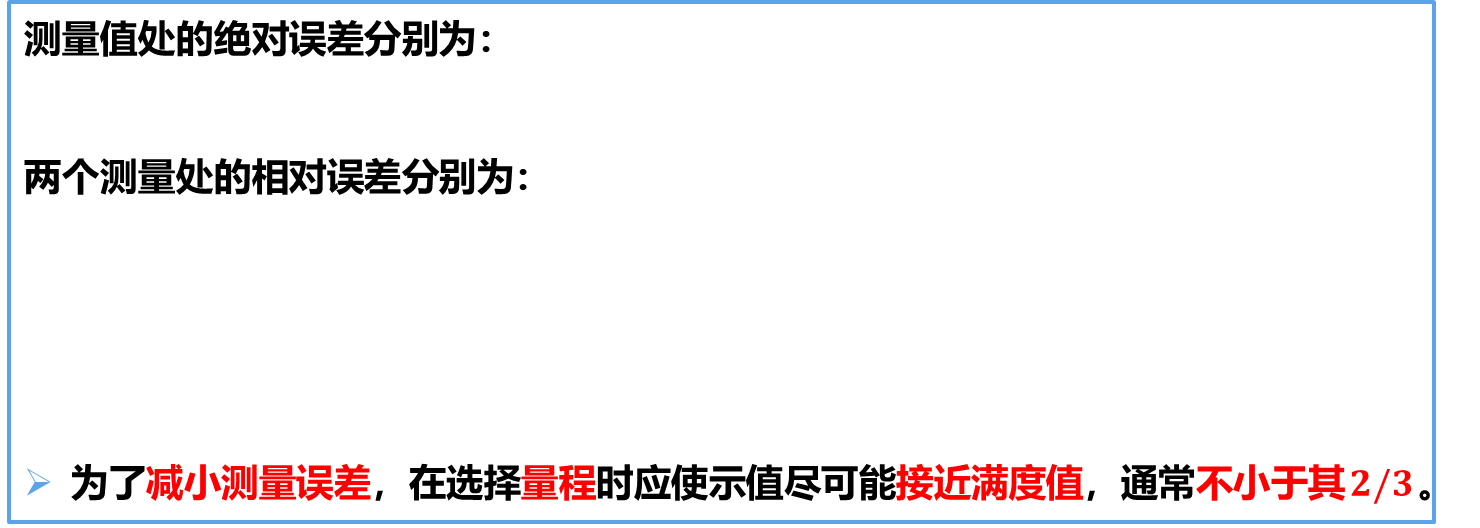 测量值处的绝对误差分别为：
两个测量处的相对误差分别为：
为了减小测量误差，在选择量程时应使示值尽可能接近满度值，通常不小于其2/3。